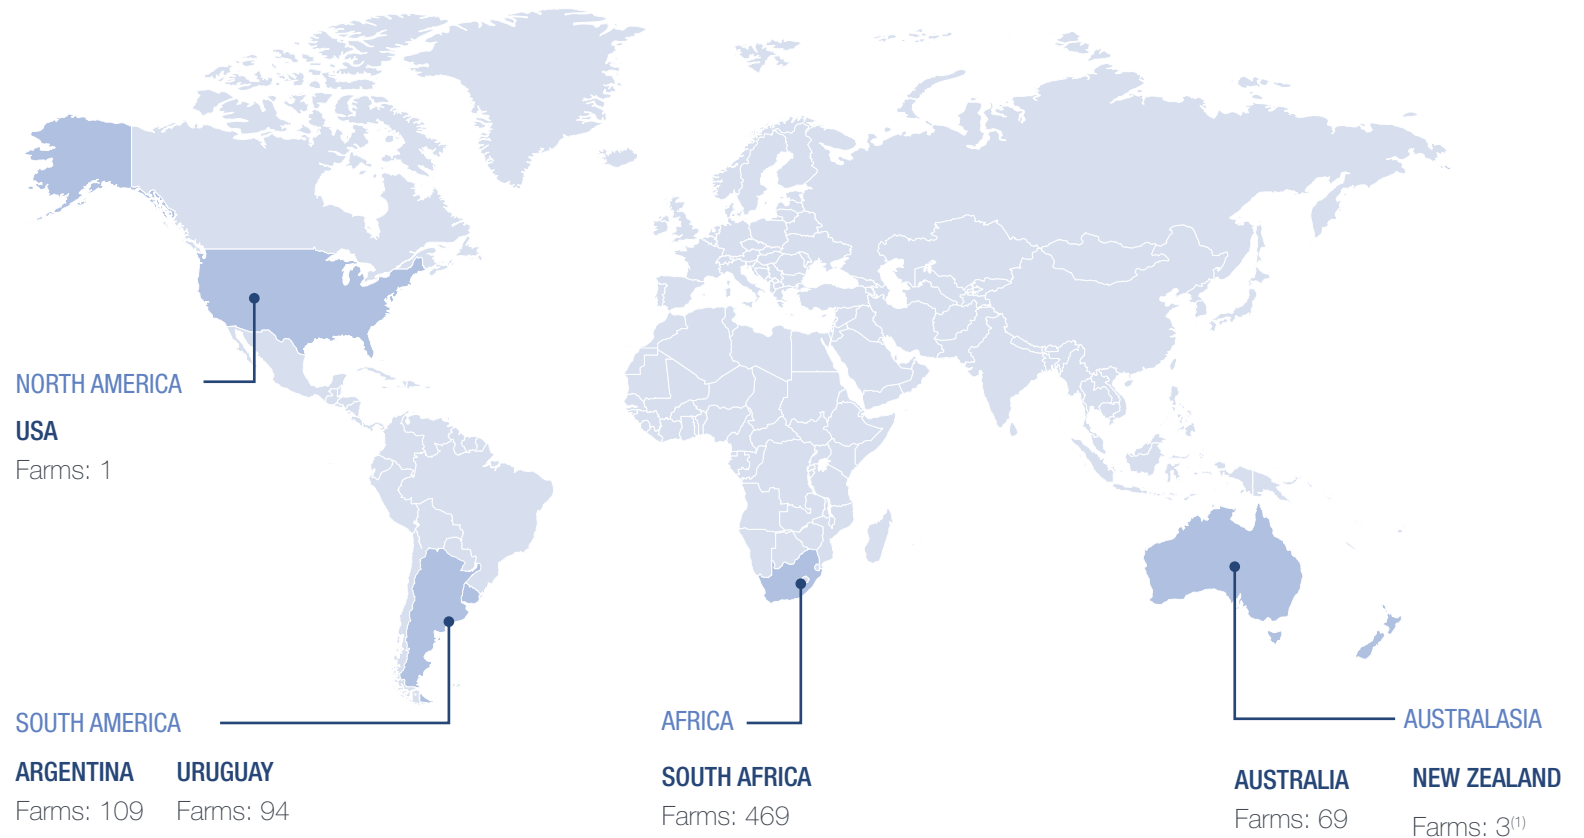 NORTH AMERICA
USA
Farms: 1
SOUTH AMERICA
ARGENTINA
Farms: 109
URUGUAY
Farms: 94
AFRICA
SOUTH AFRICA
Farms: 469
AUSTRALASIA
AUSTRALIA
Farms: 69
NEW ZEALAND
Farms: 3(1)